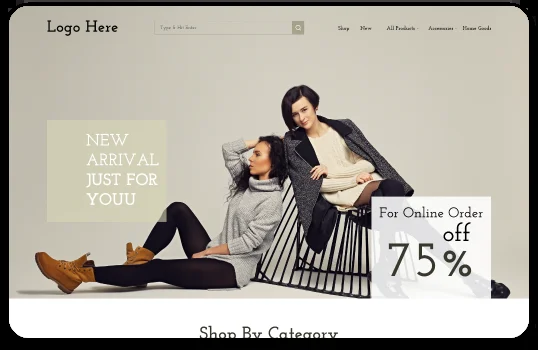 Logo Here
Type & Hit Enter
Shop New All Products Accessories Home Goods
NEW
ARRIVAL
JUST FOR
YOUU
For Online Order
off
75%
Shop By Category